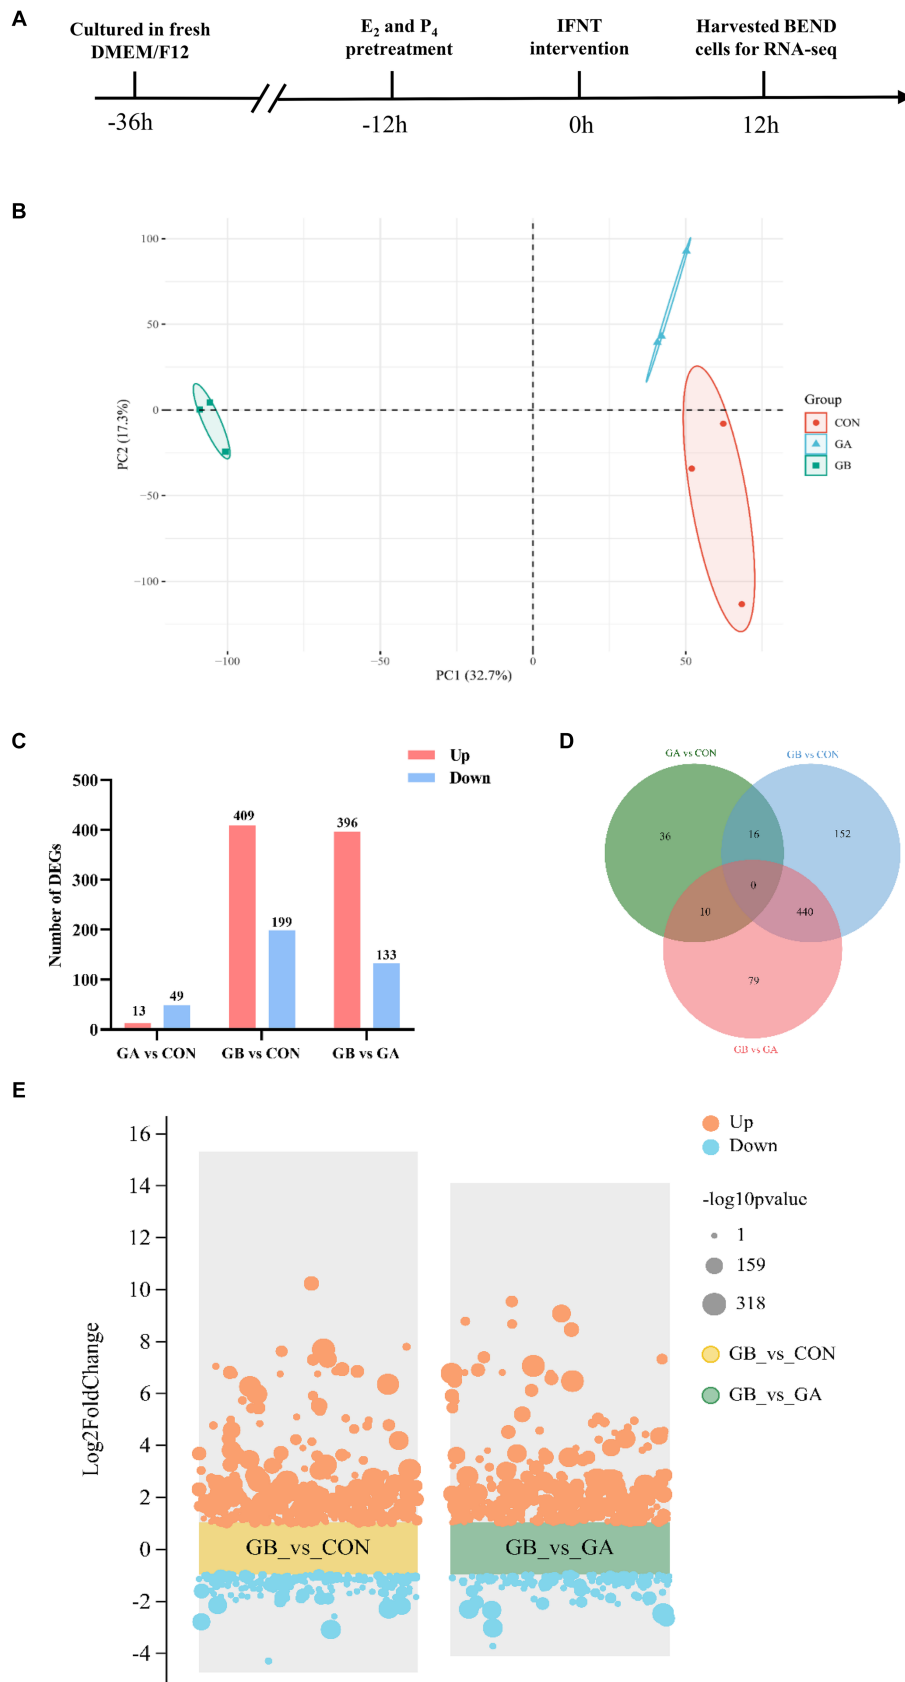 A
Cultured in fresh
DMEM/F12
E2 and P4
pretreatment
IFNT
intervention
Harvested BEND
cells for RNA-seq
-36h
-12h
0h
12h
B
100
50
0
−50
−100
−100
−50
0
50
PC2 (17.3%)
PC1 (32.7%)
Group
CON
GA
GB
C
Up
Down
Number of DEGs
500
400
300
200
100
0
13
49
409
199
396
133
GA vs CON
GB vs CON
GB vs GA
D
GA vs CON
GB vs CON
36
16
152
0
10
440
79
GB vs GA
E
Log2FoldChange
16
14
12
10
8
6
4
2
0
-2
-4
GB_vs_CON
GB_vs_GA
Up
Down
-log10pvalue
1
159
318
GB_vs_CON
GB_vs_GA